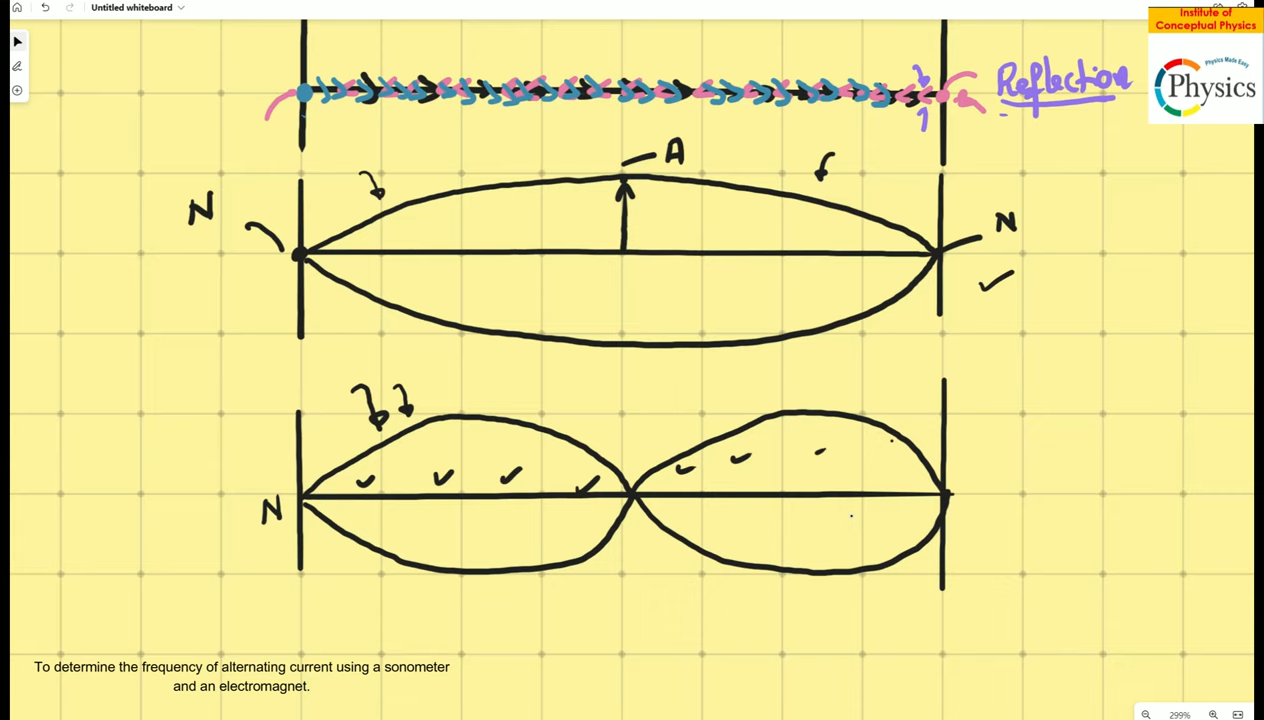 Untitled whiteboard
Institute of
Conceptual Physics
Physics Made Easy
Physics
Reflection
A
N
N
N
To determine the frequency of alternating current using a sonometer
and an electromagnet.
299%